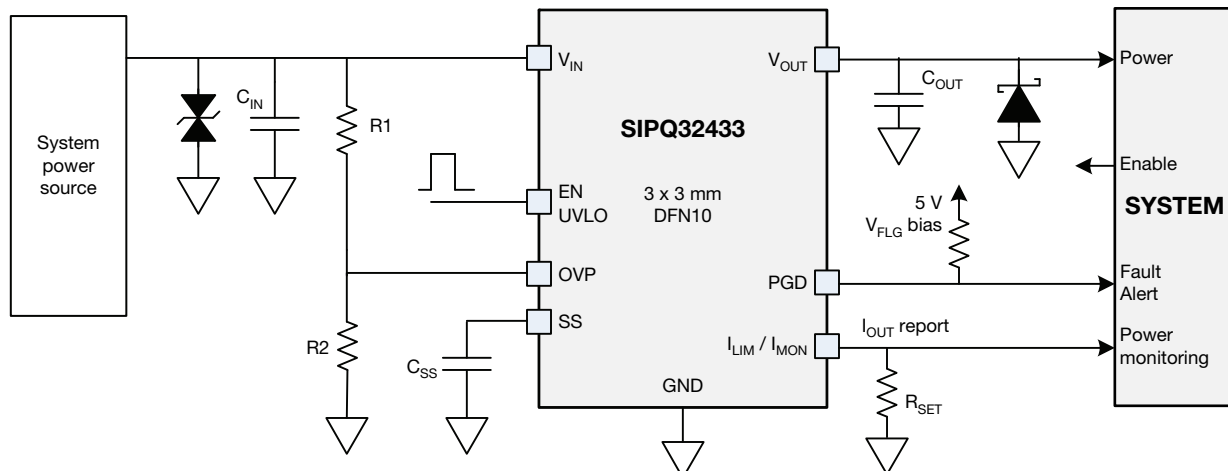 System
power
source
C_IN
R1
R2
C_SS
V_IN
EN
UVLO
OVP
SS
SIPQ32433
3 x 3 mm
DFN10
GND
V_OUT
PGD
I_LIM / I_MON
C_OUT
5 V
V_FLG bias
I_OUT report
R_SET
Power
Enable
SYSTEM
Fault
Alert
Power
monitoring